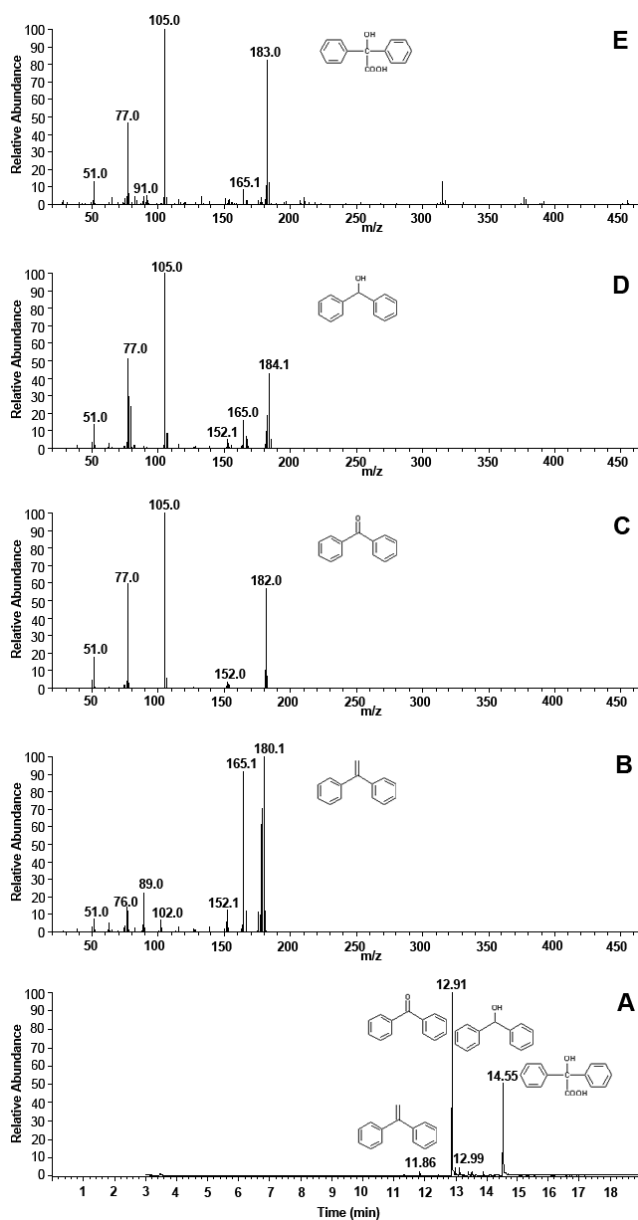 E
Relative Abundance
100
90
80
70
60
50
40
30
20
10
0
105.0
183.0
77.0
51.0
91.0
165.1
OH
C
COOH
50 100 150 200 250 300 350 400 450
m/z
D
Relative Abundance
100
90
80
70
60
50
40
30
20
10
0
105.0
77.0
184.1
51.0
152.1
165.0
OH
50 100 150 200 250 300 350 400 450
m/z
C
Relative Abundance
100
90
80
70
60
50
40
30
20
10
0
105.0
77.0
182.0
51.0
152.0
O
50 100 150 200 250 300 350 400 450
m/z
B
Relative Abundance
100
90
80
70
60
50
40
30
20
10
0
180.1
165.1
89.0
76.0
51.0
102.0
152.1
50 100 150 200 250 300 350 400 450
m/z
A
Relative Abundance
100
90
80
70
60
50
40
30
20
10
0
12.91
O
OH
14.55
OH
C
COOH
11.86
12.99
1 2 3 4 5 6 7 8 9 10 11 12 13 14 15 16 17 18
Time (min)